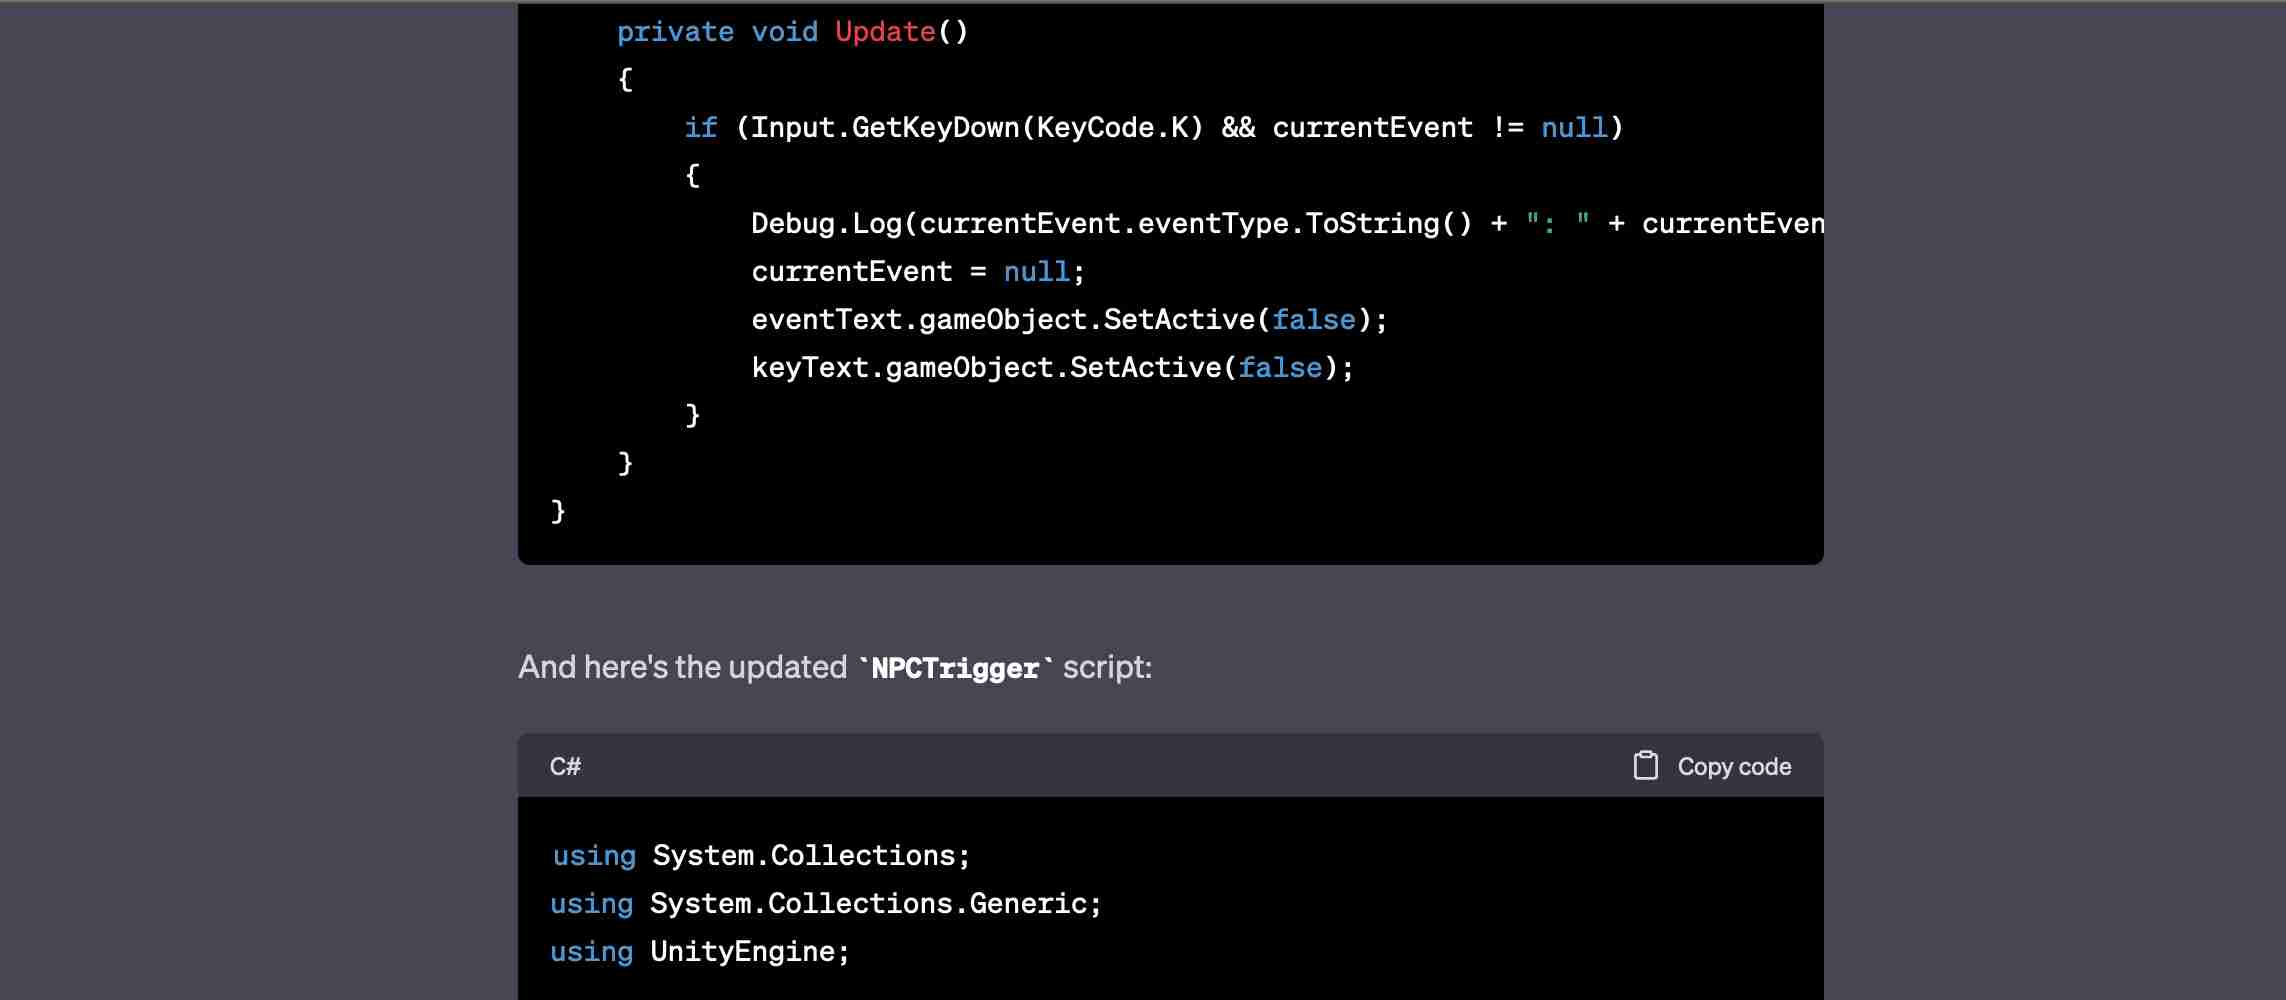 private void Update()
{
if (Input.GetKeyDown(KeyCode.K) && currentEvent != null)
{
Debug.Log(currentEvent.eventType.ToString() + ": " + currentEven
currentEvent = null;
eventText.gameObject.SetActive(false);
keyText.gameObject.SetActive(false);
}
}
}
And here's the updated `NPCTrigger` script:
C# Copy code
using System.Collections;
using System.Collections.Generic;
using UnityEngine;